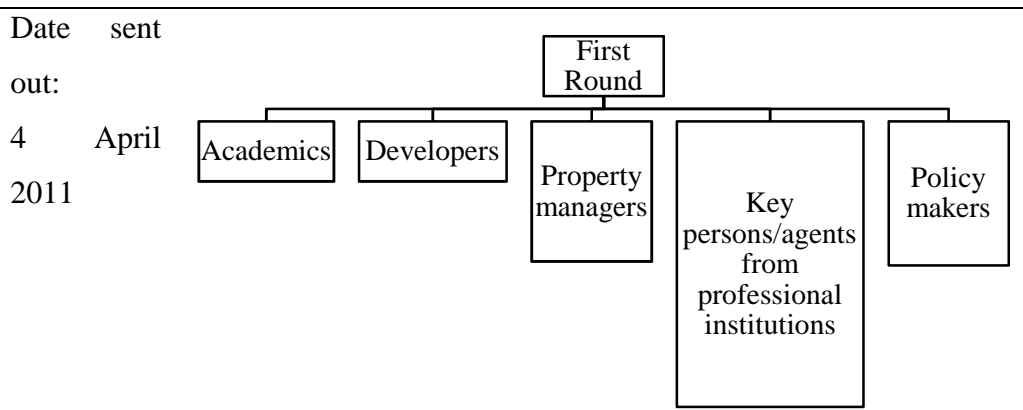 Date sent
out:
4 April
2011
First
Round
Academics
Developers
Property
managers
Key
persons/agents
from
professional
institutions
Policy
makers